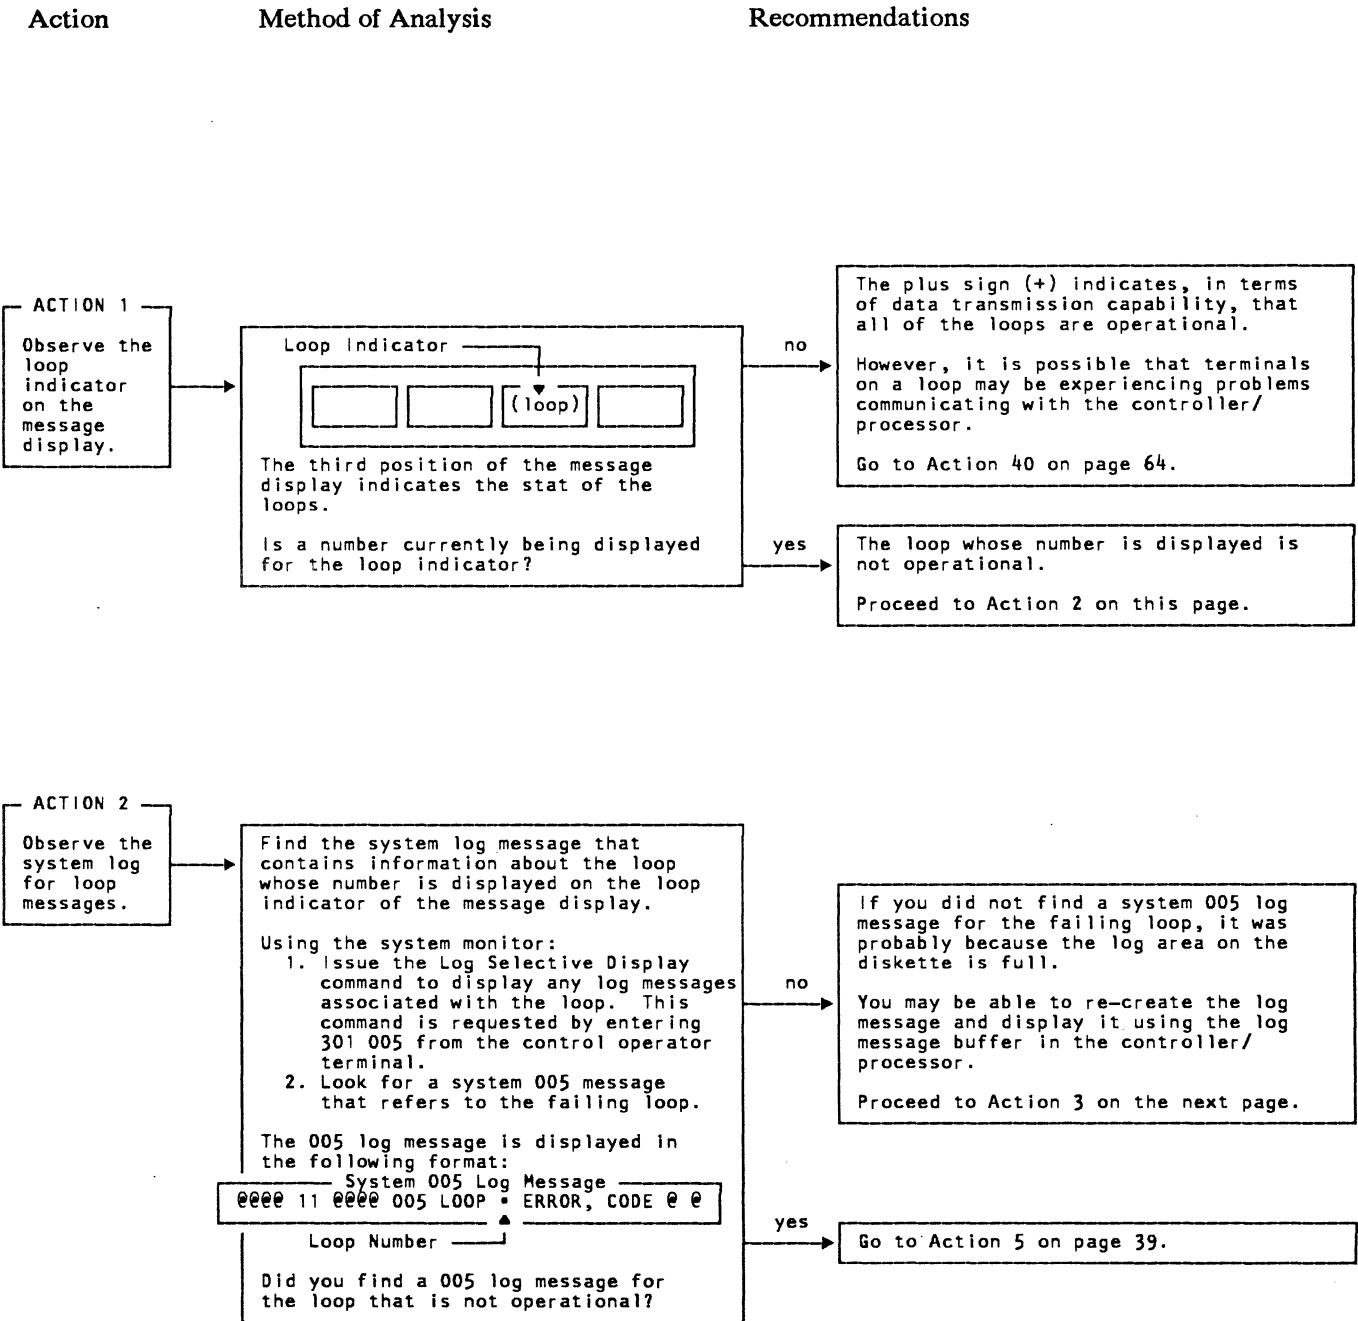 Action
Method of Analysis
Recommendations
ACTION 1
Observe the
loop
indicator
on the
message
display.
Loop Indicator
(loop)
The third position of the message
display indicates the stat of the
loops.
Is a number currently being displayed
for the loop indicator?
no
The plus sign (+) indicates, in terms
of data transmission capability, that
all of the loops are operational.
However, it is possible that terminals
on a loop may be experiencing problems
communicating with the controller/
processor.
Go to Action 40 on page 64.
yes
The loop whose number is displayed is
not operational.
Proceed to Action 2 on this page.
ACTION 2
Observe the
system log
for loop
messages.
Find the system log message that
contains information about the loop
whose number is displayed on the loop
indicator of the message display.
Using the system monitor:
1. Issue the Log Selective Display
command to display any log messages
associated with the loop. This
command is requested by entering
301 005 from the control operator
terminal.
2. Look for a system 005 message
that refers to the failing loop.
The 005 log message is displayed in
the following format:
System 005 Log Message
@@@@ 11 @@@@ 005 LOOP ▪ ERROR, CODE @ @
Loop Number
Did you find a 005 log message for
the loop that is not operational?
no
If you did not find a system 005 log
message for the failing loop, it was
probably because the log area on the
diskette is full.
You may be able to re-create the log
message and display it using the log
message buffer in the controller/
processor.
Proceed to Action 3 on the next page.
yes
Go to Action 5 on page 39.